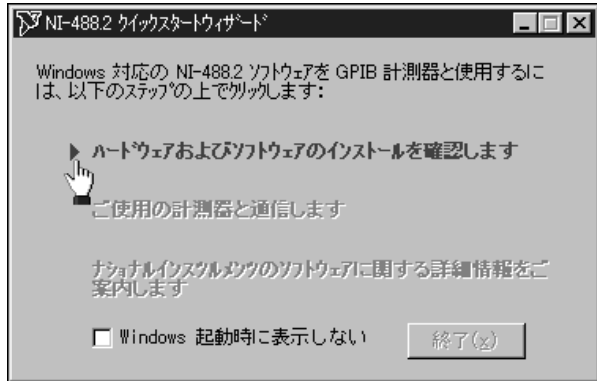 NI-488.2 ｸｲｯｸｽﾀｰﾄｳｨｻﾞｰﾄﾞ
Windows 対応の NI-488.2 ｿﾌﾄｳｪｱを GPIB 計測器と使用するに
は、以下のｽﾃｯﾌﾟの上でｸﾘｯｸします:
ﾊｰﾄﾞｳｪｱおよびｿﾌﾄｳｪｱのｲﾝｽﾄｰﾙを確認します
ご使用の計測器と通信します
ﾅｼｮﾅﾙｲﾝｽﾂﾙﾒﾝﾂのｿﾌﾄｳｪｱに関する詳細情報をご
案内します
Windows 起動時に表示しない
終了(x)